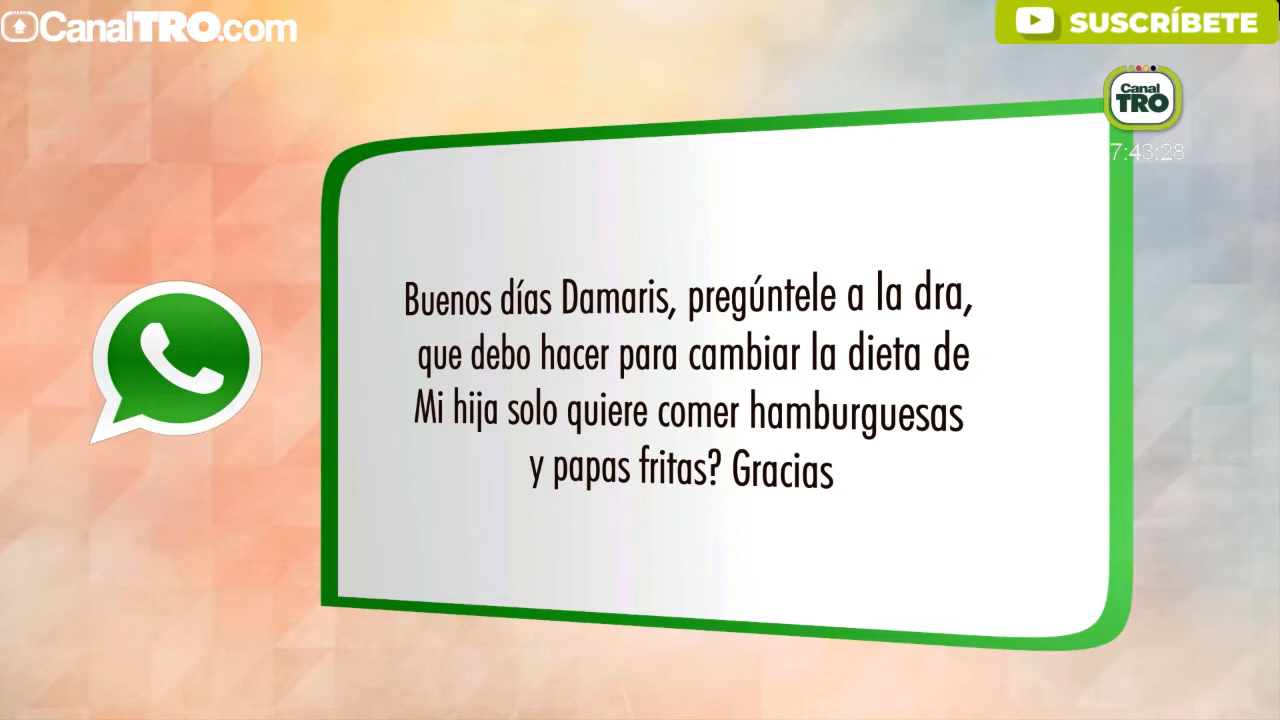 CanalTRO.com
SUSCRÍBETE
Canal
TRO
7:43:28
Buenos días Damaris, pregúntele a la dra,
que debo hacer para cambiar la dieta de
Mi hija solo quiere comer hamburguesas
y papas fritas? Gracias